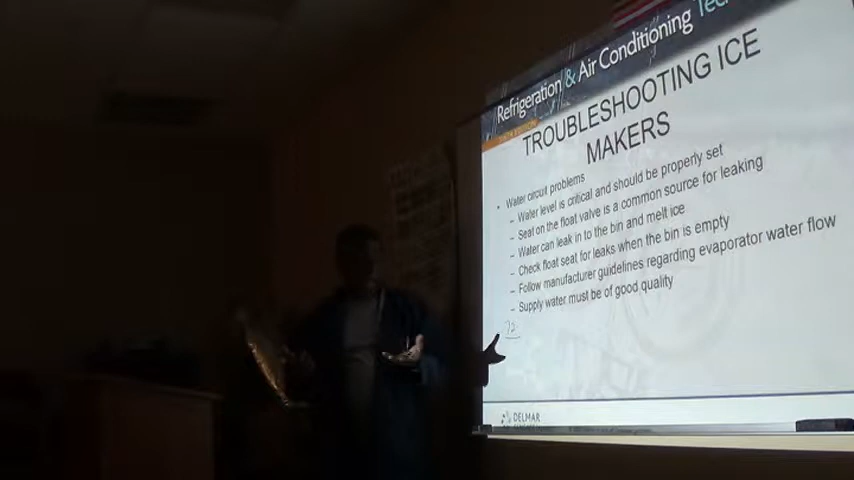 Refrigeration & Air Conditioning Tech
TROUBLESHOOTING ICE
MAKERS
• Water circuit problems
– Water level is critical and should be properly set
– Seat on the float valve is a common source for leaking
– Water can leak in to the bin and melt ice
– Check float seat for leaks when the bin is empty
– Follow manufacturer guidelines regarding evaporator water flow
– Supply water must be of good quality
DELMAR